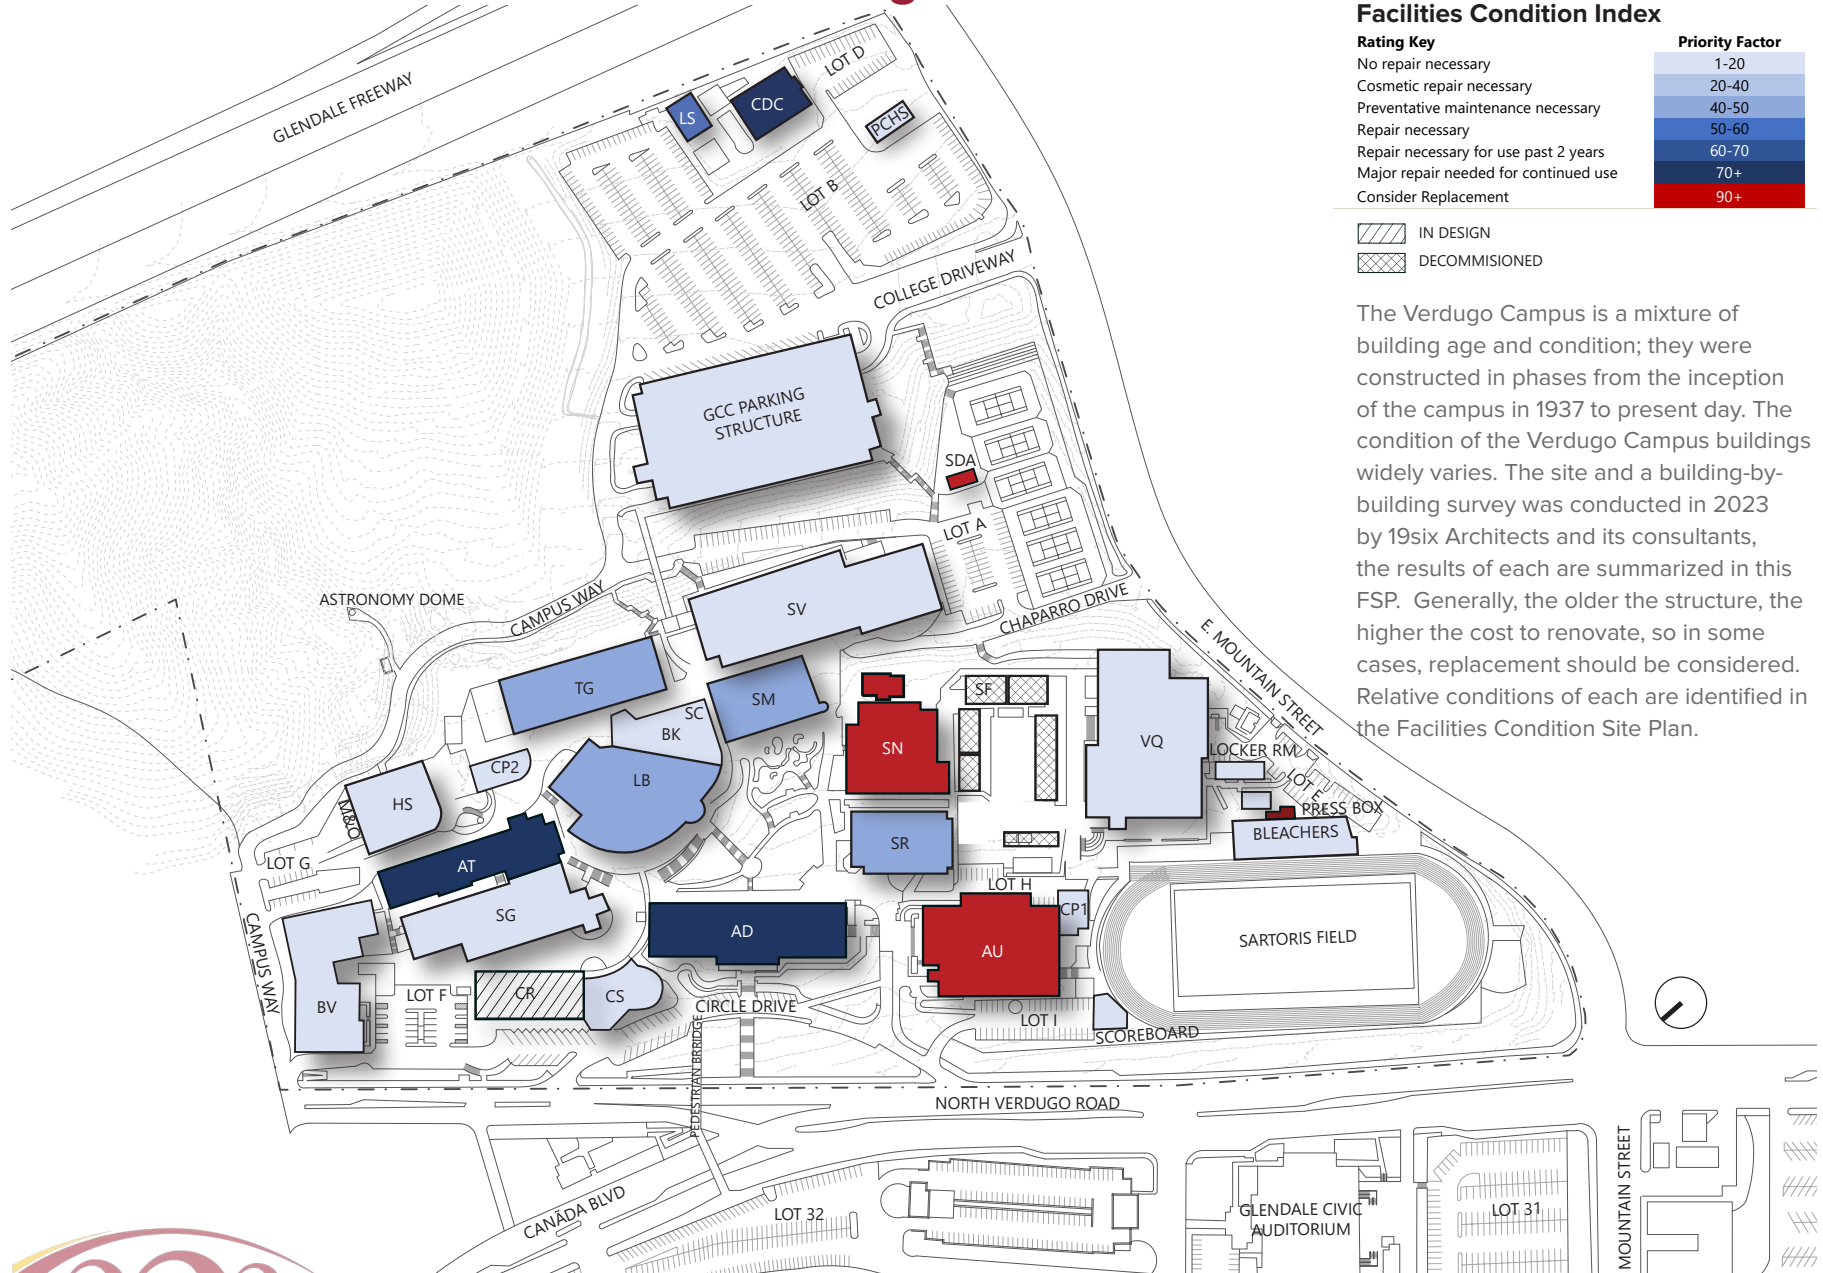 Facilities Condition Index
Rating Key Priority Factor
No repair necessary 1-20
Cosmetic repair necessary 20-40
Preventative maintenance necessary 40-50
Repair necessary 50-60
Repair necessary for use past 2 years 60-70
Major repair needed for continued use 70+
Consider Replacement 90+
IN DESIGN
DECOMMISIONED
The Verdugo Campus is a mixture of
building age and condition; they were
constructed in phases from the inception
of the campus in 1937 to present day. The
condition of the Verdugo Campus buildings
widely varies. The site and a building-by-
building survey was conducted in 2023
by 19six Architects and its consultants,
the results of each are summarized in this
FSP. Generally, the older the structure, the
higher the cost to renovate, so in some
cases, replacement should be considered.
Relative conditions of each are identified in
the Facilities Condition Site Plan.
GLENDALE FREEWAY
LOT D
LS
CDC
PCHS
LOT B
COLLEGE DRIVEWAY
GCC PARKING
STRUCTURE
SDA
LOT A
ASTRONOMY DOME
CAMPUS WAY
SV
CHAPARRO DRIVE
E. MOUNTAIN STREET
TG
SM
SC
BK
SF
SN
VQ
LOCKER RM
LOT E
CP2
LB
HS
M&O
PRESS BOX
BLEACHERS
SR
LOT G
AT
LOT H
SG
CP1
CAMPUS WAY
AD
AU
SARTORIS FIELD
BV
LOT F
CR
CS
CIRCLE DRIVE
LOT I
SCOREBOARD
PEDESTRIAN BRRIDGE
NORTH VERDUGO ROAD
CANÃDA BLVD
LOT 32
GLENDALE CIVIC
AUDITORIUM
LOT 31
MOUNTAIN STREET